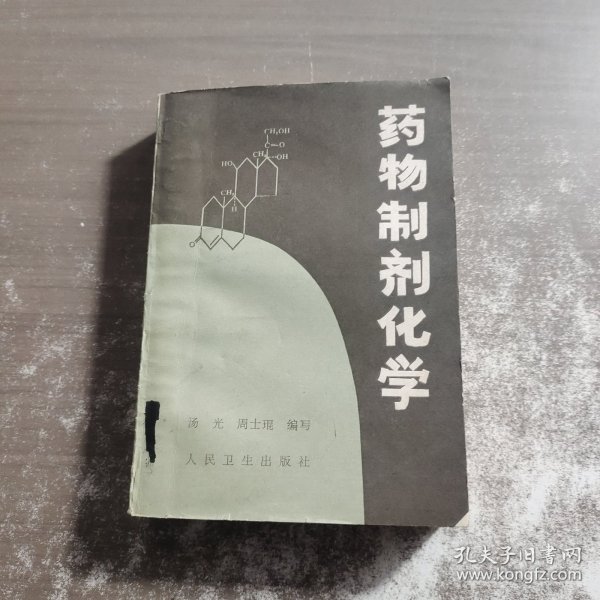 药物制剂化学
CH₂OH
C=O
CH₃
OH
HO
CH₃
H
O
汤 光 周士琨 编写
人民卫生出版社
孔夫子旧书网
www.kongfz.com